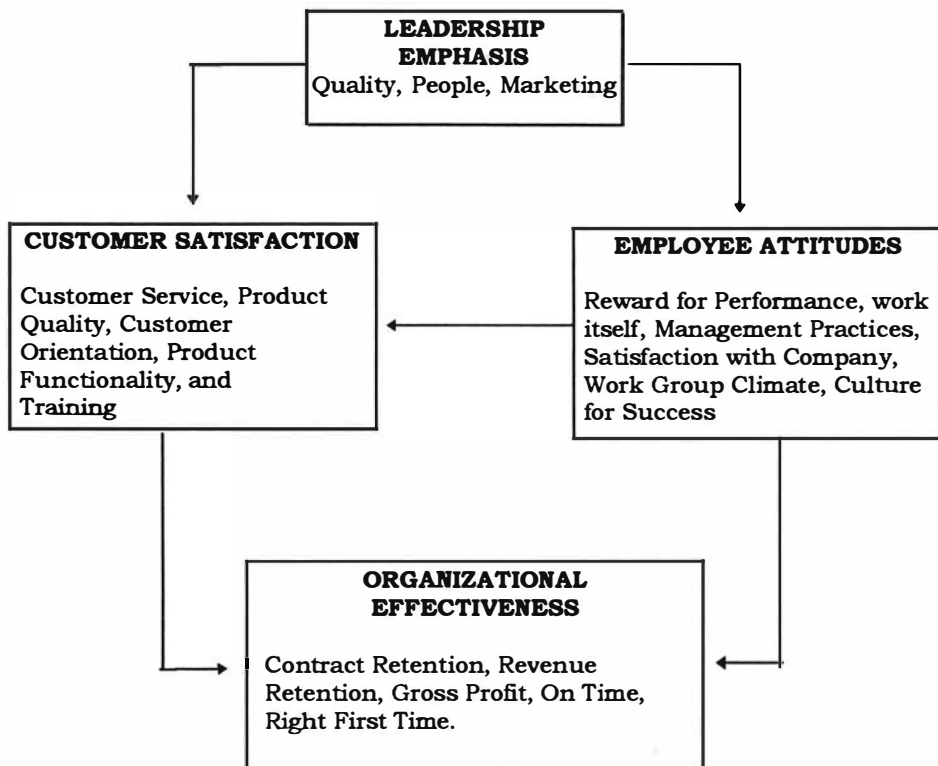 LEADERSHIP
EMPHASIS
Quality, People, Marketing
CUSTOMER SATISFACTION
Customer Service, Product
Quality, Customer
Orientation, Product
Functionality, and
Training
EMPLOYEE ATTITUDES
Reward for Performance, work
itself, Management Practices,
Satisfaction with Company,
Work Group Climate, Culture
for Success
ORGANIZATIONAL
EFFECTIVENESS
Contract Retention, Revenue
Retention, Gross Profit, On Time,
Right First Time.